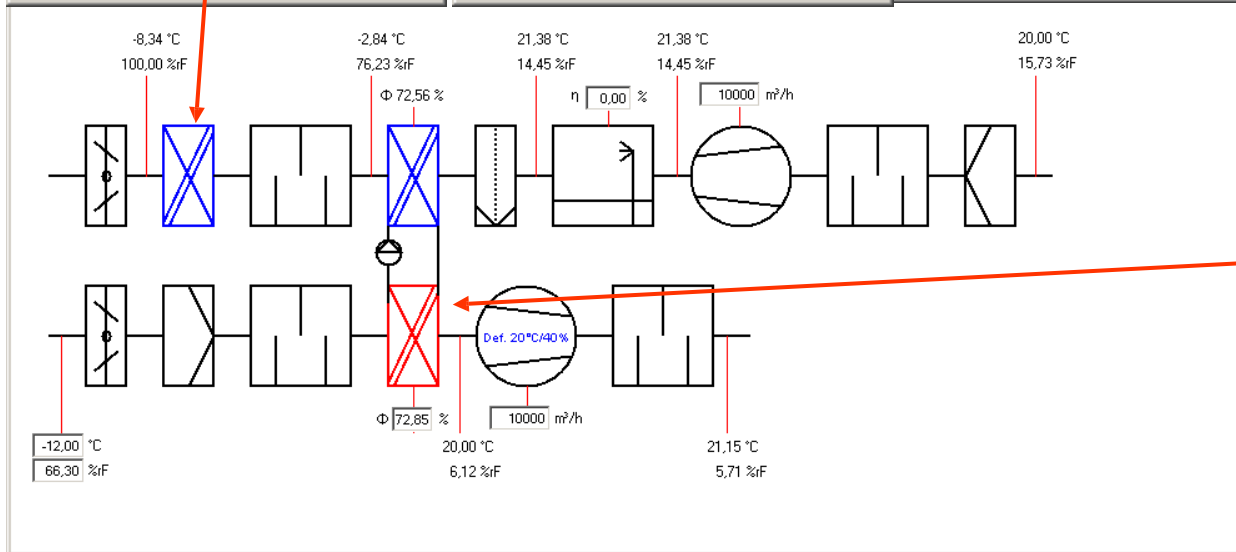 -8,34 °C
100,00 %rF
-2,84 °C
76,23 %rF
21,38 °C
14,45 %rF
21,38 °C
14,45 %rF
20,00 °C
15,73 %rF
Φ 72,56 %
η 0,00 %
10000 m³/h
Def. 20°C/40%
Φ 72,85 %
10000 m³/h
-12,00 °C
66,30 %rF
20,00 °C
6,12 %rF
21,15 °C
5,71 %rF